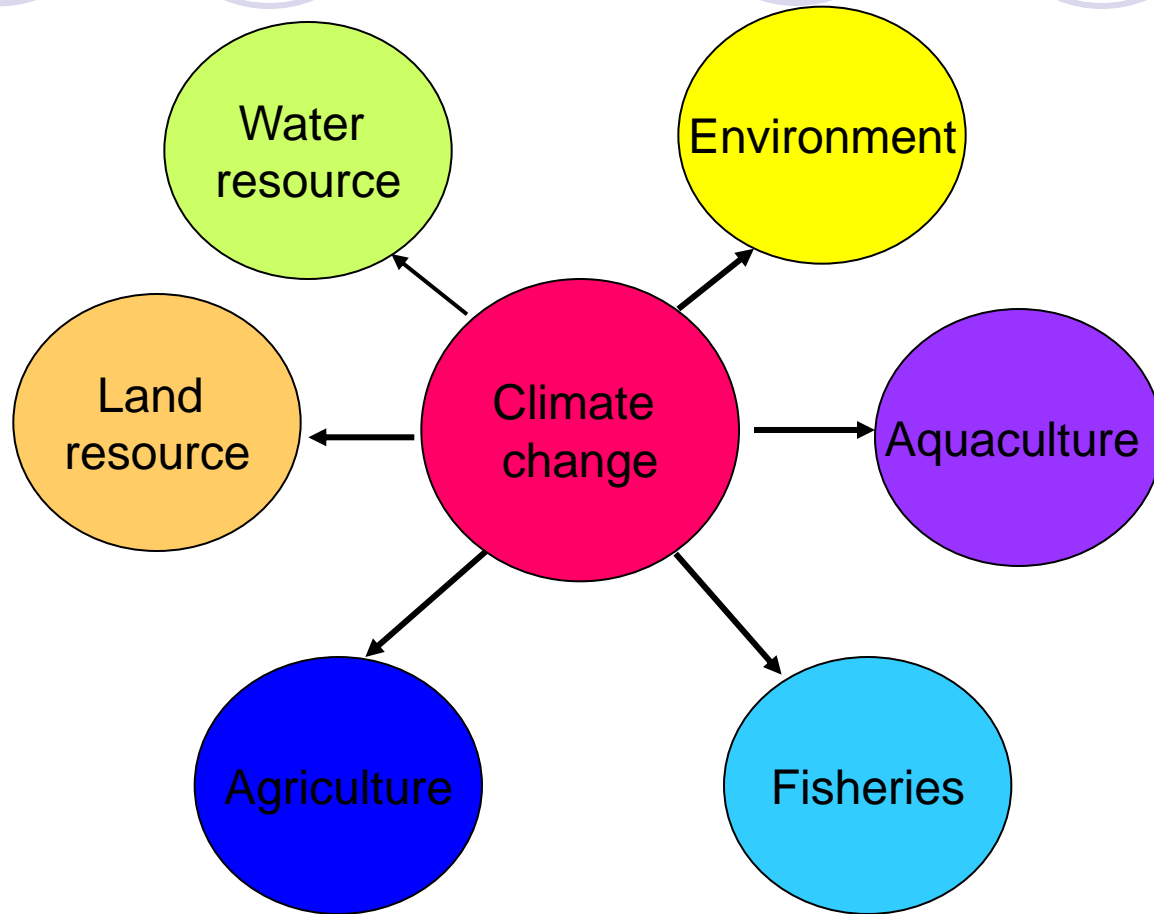 Water
resource
Environment
Land
resource
Climate
change
Aquaculture
Agriculture
Fisheries